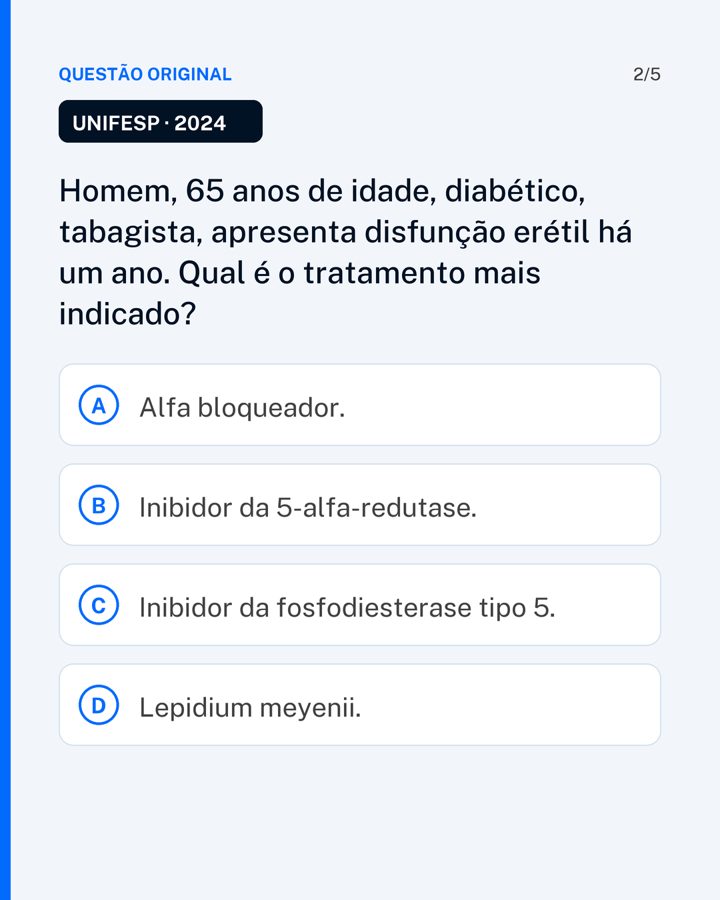 QUESTÃO ORIGINAL
2/5
UNIFESP · 2024
Homem, 65 anos de idade, diabético,
tabagista, apresenta disfunção erétil há
um ano. Qual é o tratamento mais
indicado?
A Alfa bloqueador.
B Inibidor da 5-alfa-redutase.
C Inibidor da fosfodiesterase tipo 5.
D Lepidium meyenii.